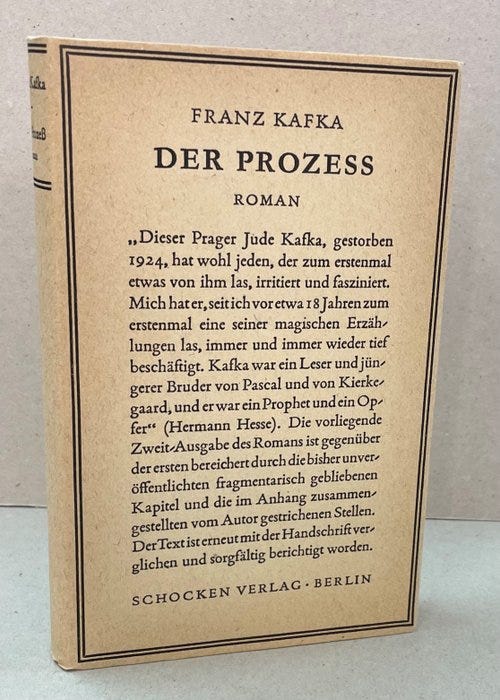 Kafka
FRANZ KAFKA
DER PROZESS
ROMAN
„Dieser Prager Jude Kafka, gestorben
1924, hat wohl jeden, der zum erstenmal
etwas von ihm las, irritiert und fasziniert.
Mich hat er, seit ich vor etwa 18 Jahren zum
erstenmal eine seiner magischen Erzäh-
lungen las, immer und immer wieder tief
beschäftigt. Kafka war ein Leser und jün-
gerer Bruder von Pascal und von Kierke-
gaard, und er war ein Prophet und ein Op-
fer“ (Hermann Hesse). Die vorliegende
Zweit-Ausgabe des Romans ist gegenüber
der ersten bereichert durch die bisher unver-
öffentlichten fragmentarisch gebliebenen
Kapitel und die im Anhang zusammen-
gestellten vom Autor gestrichenen Stellen.
Der Text ist erneut mit der Handschrift ver-
glichen und sorgfältig berichtigt worden.
SCHOCKEN VERLAG · BERLIN